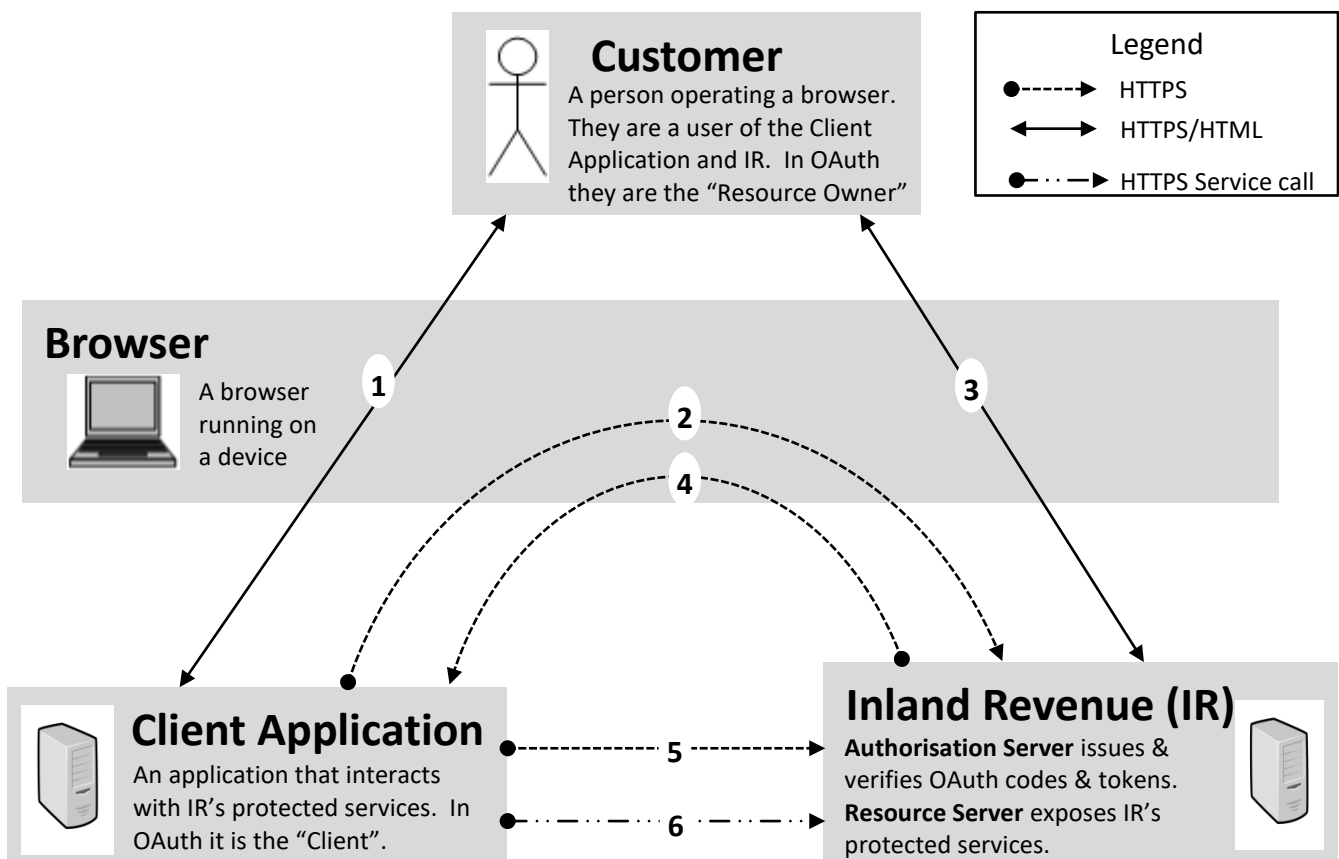 Customer
A person operating a browser.
They are a user of the Client
Application and IR.  In OAuth
they are the “Resource Owner”
Legend
HTTPS
HTTPS/HTML
HTTPS Service call
Browser
A browser
running on
a device
1
2
3
4
Client Application
An application that interacts
with IR’s protected services.  In
OAuth it is the “Client”.
5
6
Inland Revenue (IR)
Authorisation Server issues &
verifies OAuth codes & tokens.
Resource Server exposes IR’s
protected services.